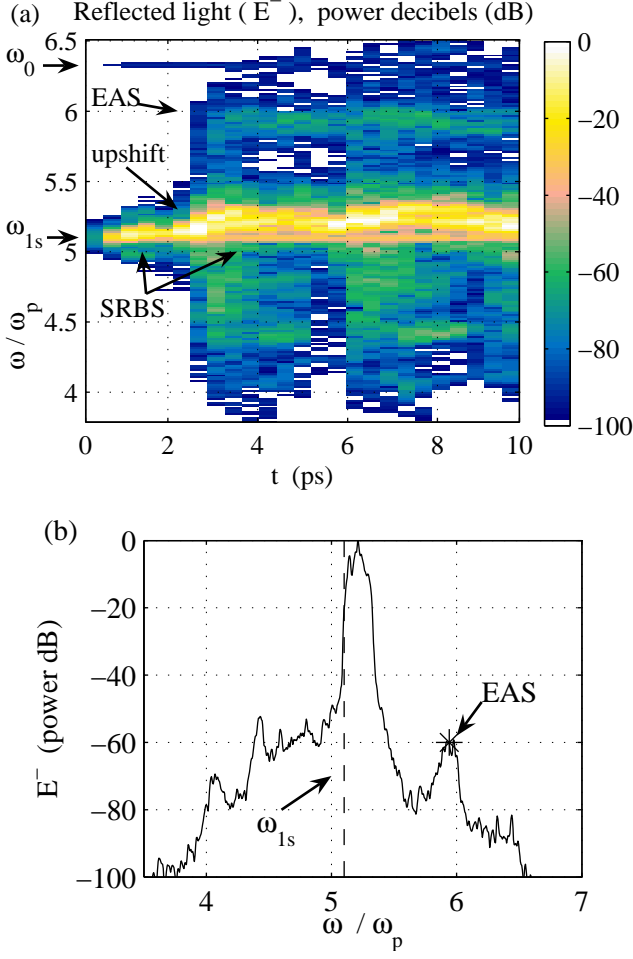 (a) Reflected light ( E⁻ ), power decibels (dB)
6.5
ω₀
6
EAS
upshift
5.5
ω₁ₛ
5
SRBS
4.5
4
ω / ωₚ
0 2 4 6 8 10
t (ps)
0
−20
−40
−60
−80
−100
(b)
0
−20
−40
−60
−80
−100
E⁻ (power dB)
EAS
ω₁ₛ
4 5 6 7
ω / ωₚ